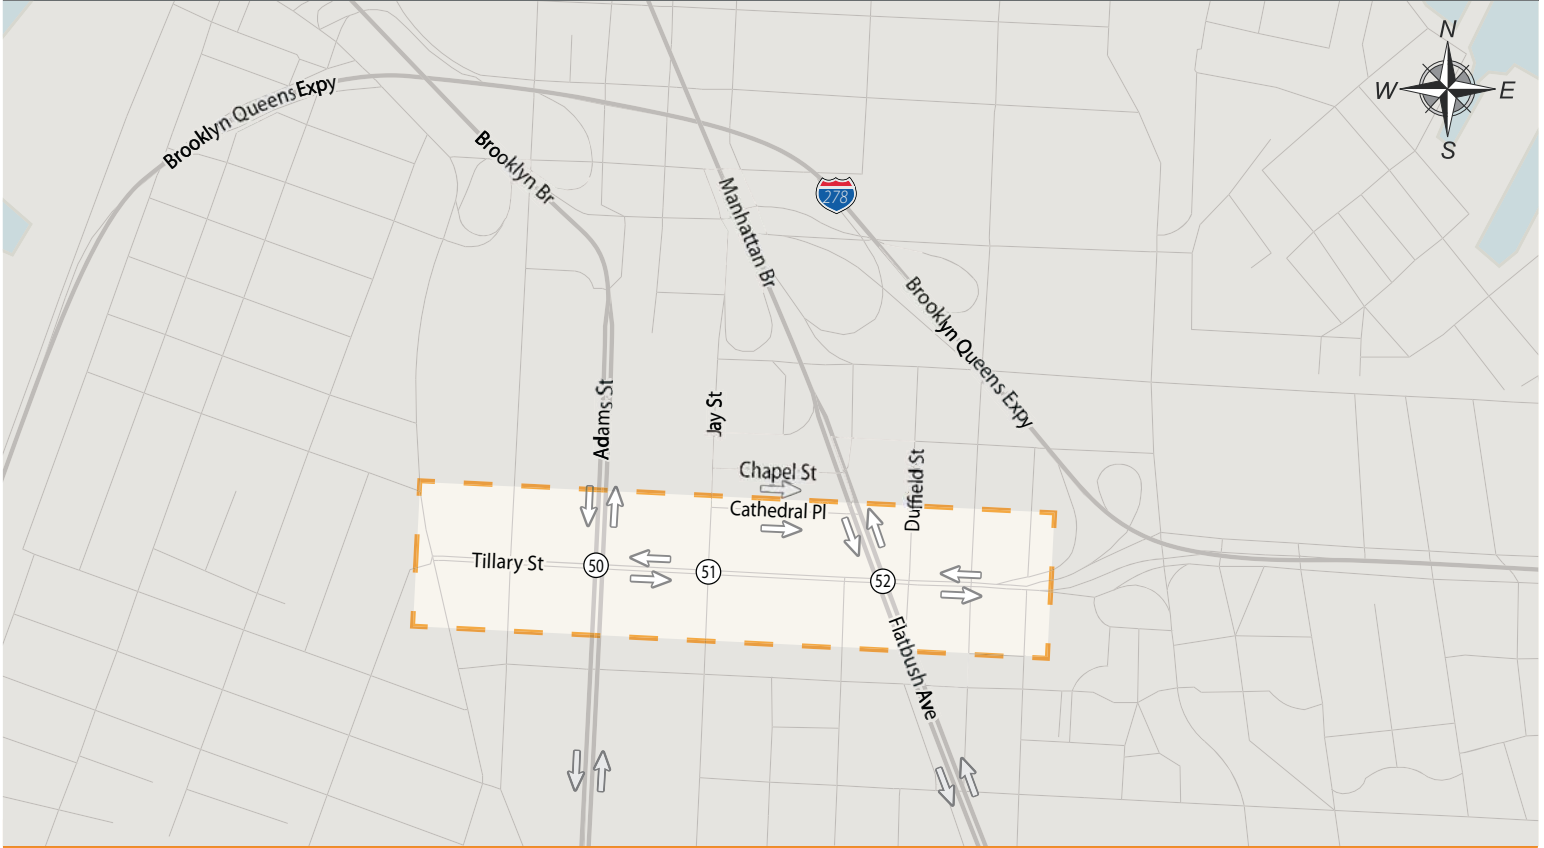 N
W E
S
Brooklyn Queens Expy
Brooklyn Br
Manhattan Br
278
Brooklyn Queens Expy
Adams St
Jay St
Chapel St
Duffield St
Cathedral Pl
Tillary St
50
51
52
Flatbush Ave